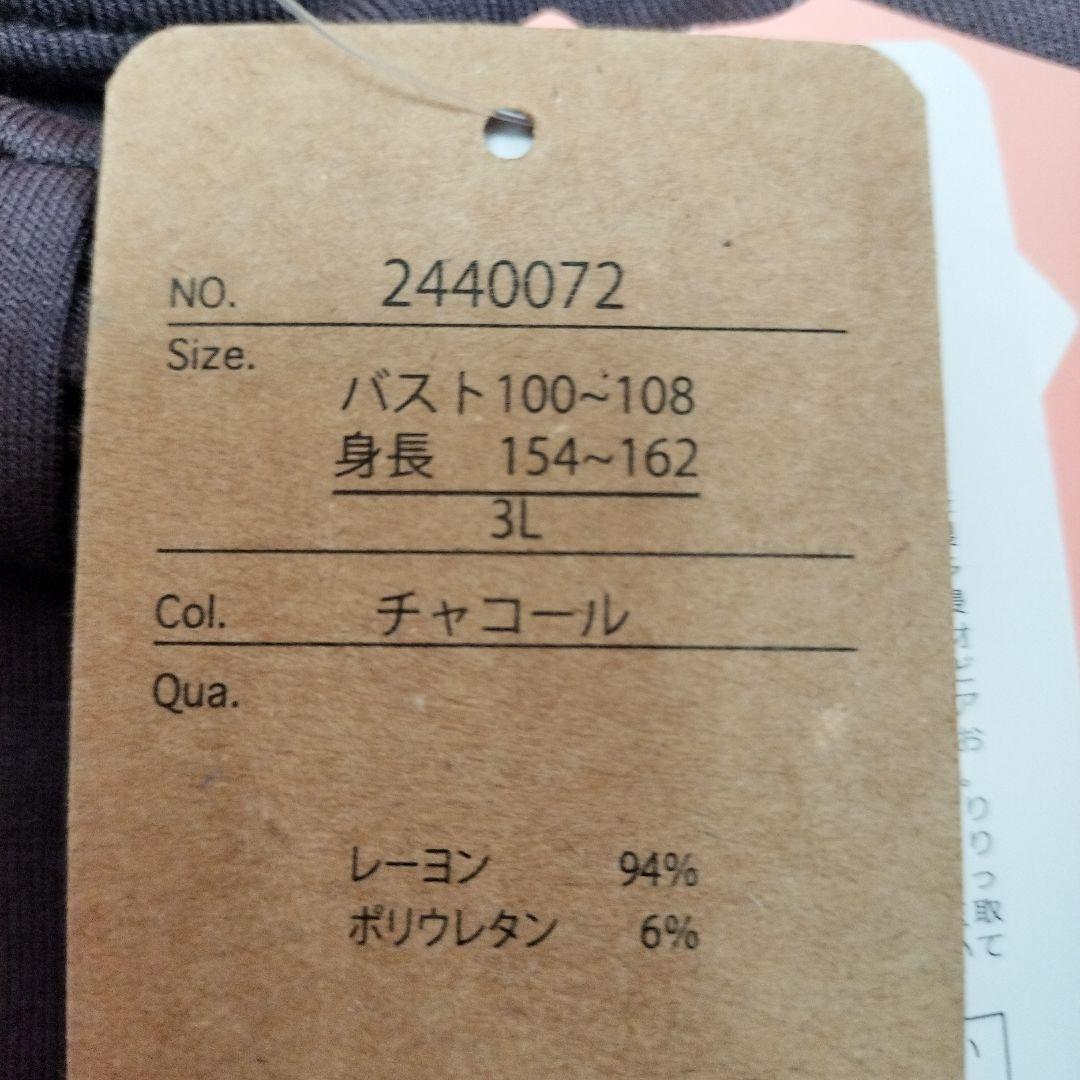 NO. 2440072
Size.
バスト100~108
身長 154~162
3L
Col. チャコール
Qua.
レーヨン 94%
ポリウレタン 6%